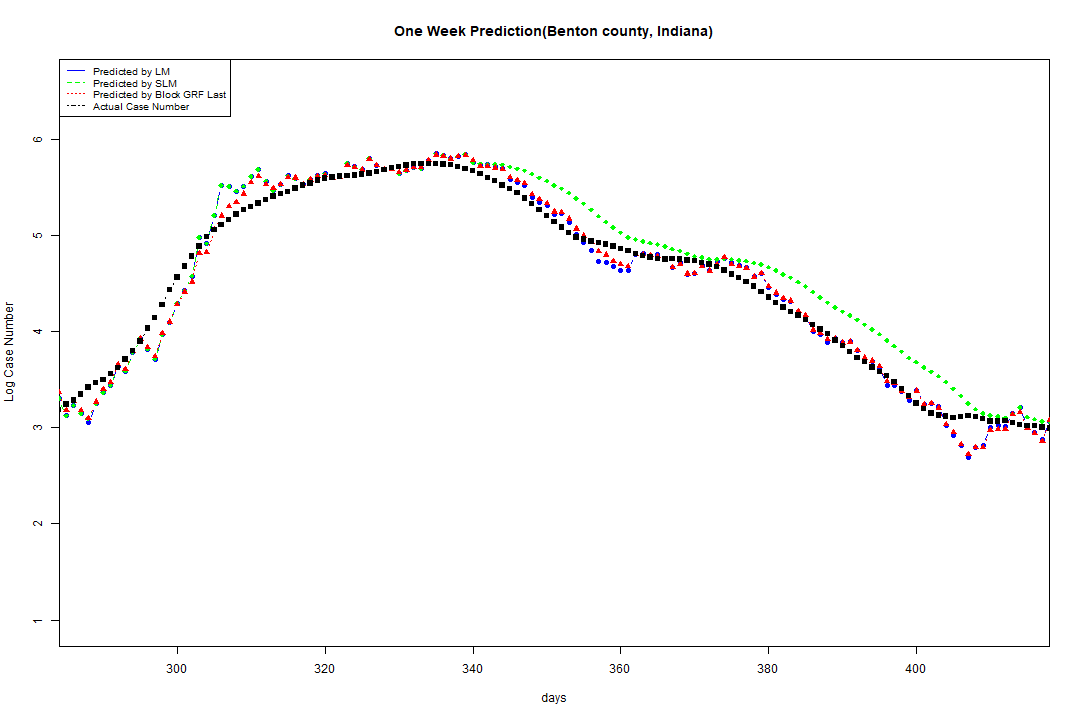 One Week Prediction(Benton county, Indiana)
Predicted by LM
Predicted by SLM
Predicted by Block GRF Last
Actual Case Number
6
5
4
3
2
1
Log Case Number
300 320 340 360 380 400
days